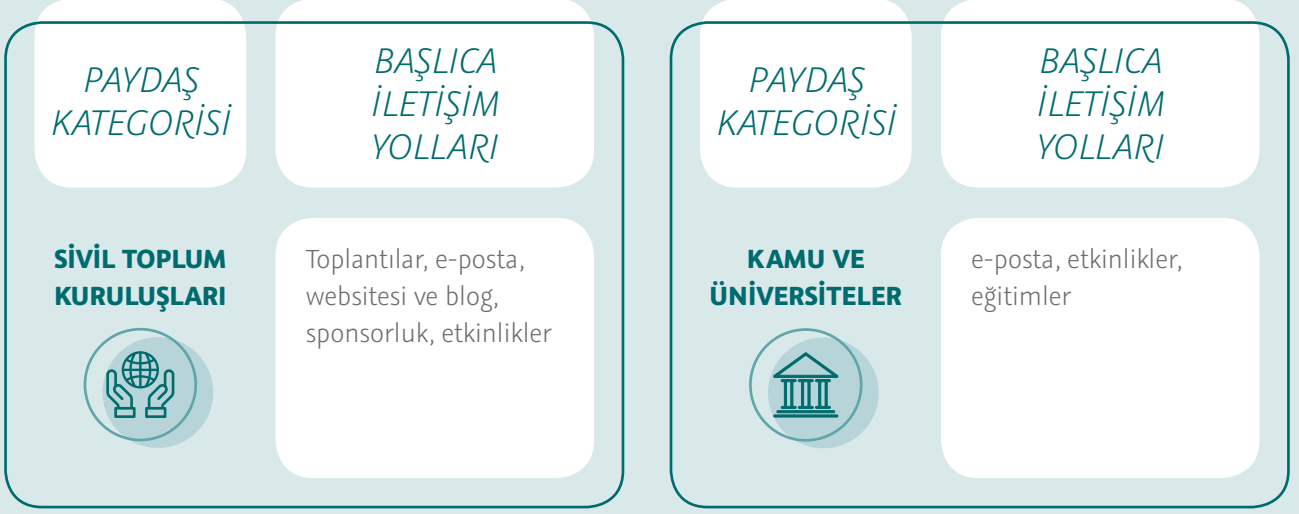 PAYDAŞ
KATEGORİSİ
BAŞLICA
İLETİŞİM
YOLLARI
SİVİL TOPLUM
KURULUŞLARI
Toplantılar, e-posta,
websitesi ve blog,
sponsorluk, etkinlikler
PAYDAŞ
KATEGORİSİ
BAŞLICA
İLETİŞİM
YOLLARI
KAMU VE
ÜNİVERSİTELER
e-posta, etkinlikler,
eğitimler